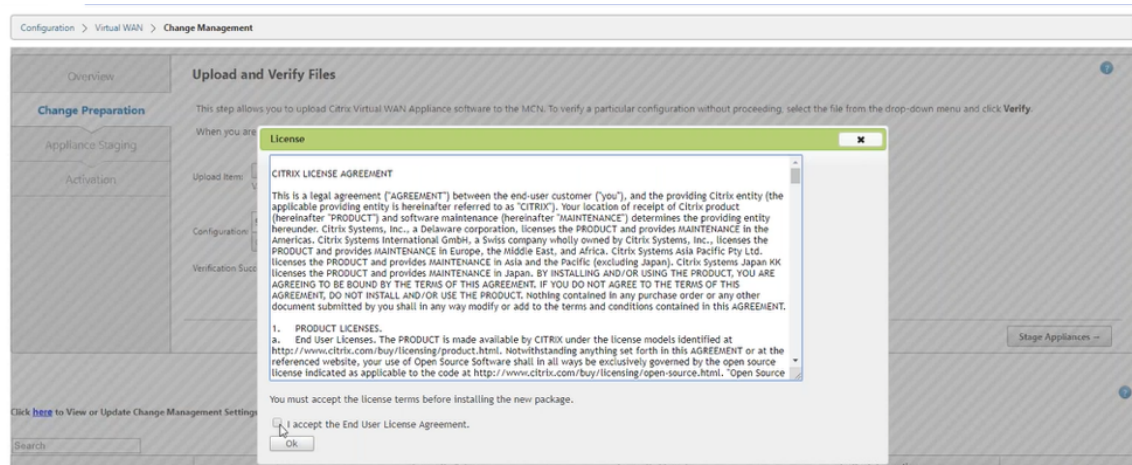 Configuration > Virtual WAN > Change Management
Overview
Change Preparation
Appliance Staging
Activation
Upload and Verify Files
This step allows you to upload Citrix Virtual WAN Appliance software to the MCN. To verify a particular configuration without proceeding, select the file from the drop-down menu and click Verify.
When you are
Upload Item:
Configuration:
Verification Succ
Stage Appliances →
License
CITRIX LICENSE AGREEMENT
This is a legal agreement ("AGREEMENT") between the end-user customer ("you"), and the providing Citrix entity (the
applicable providing entity is hereinafter referred to as "CITRIX"). Your location of receipt of Citrix product
(hereinafter "PRODUCT") and software maintenance (hereinafter "MAINTENANCE") determines the providing entity
hereunder. Citrix Systems, Inc., a Delaware corporation, licenses the PRODUCT and provides MAINTENANCE in the
Americas. Citrix Systems International GmbH, a Swiss company wholly owned by Citrix Systems, Inc., licenses the
PRODUCT and provides MAINTENANCE in Europe, the Middle East, and Africa. Citrix Systems Asia Pacific Pty Ltd.
licenses the PRODUCT and provides MAINTENANCE in Asia and the Pacific (excluding Japan). Citrix Systems Japan KK
licenses the PRODUCT and provides MAINTENANCE in Japan. BY INSTALLING AND/OR USING THE PRODUCT, YOU ARE
AGREEING TO BE BOUND BY THE TERMS OF THIS AGREEMENT. IF YOU DO NOT AGREE TO THE TERMS OF THIS
AGREEMENT, DO NOT INSTALL AND/OR USE THE PRODUCT. Nothing contained in any purchase order or any other
document submitted by you shall in any way modify or add to the terms and conditions contained in this AGREEMENT.
1. PRODUCT LICENSES.
a. End User Licenses. The PRODUCT is made available by CITRIX under the license models identified at
http://www.citrix.com/buy/licensing/product.html. Notwithstanding anything set forth in this AGREEMENT or at the
referenced website, your use of Open Source Software shall in all ways be exclusively governed by the open source
license indicated as applicable to the code at http://www.citrix.com/buy/licensing/open-source.html. "Open Source
You must accept the license terms before installing the new package.
I accept the End User License Agreement.
Ok
Click here to View or Update Change Management Settings
Search